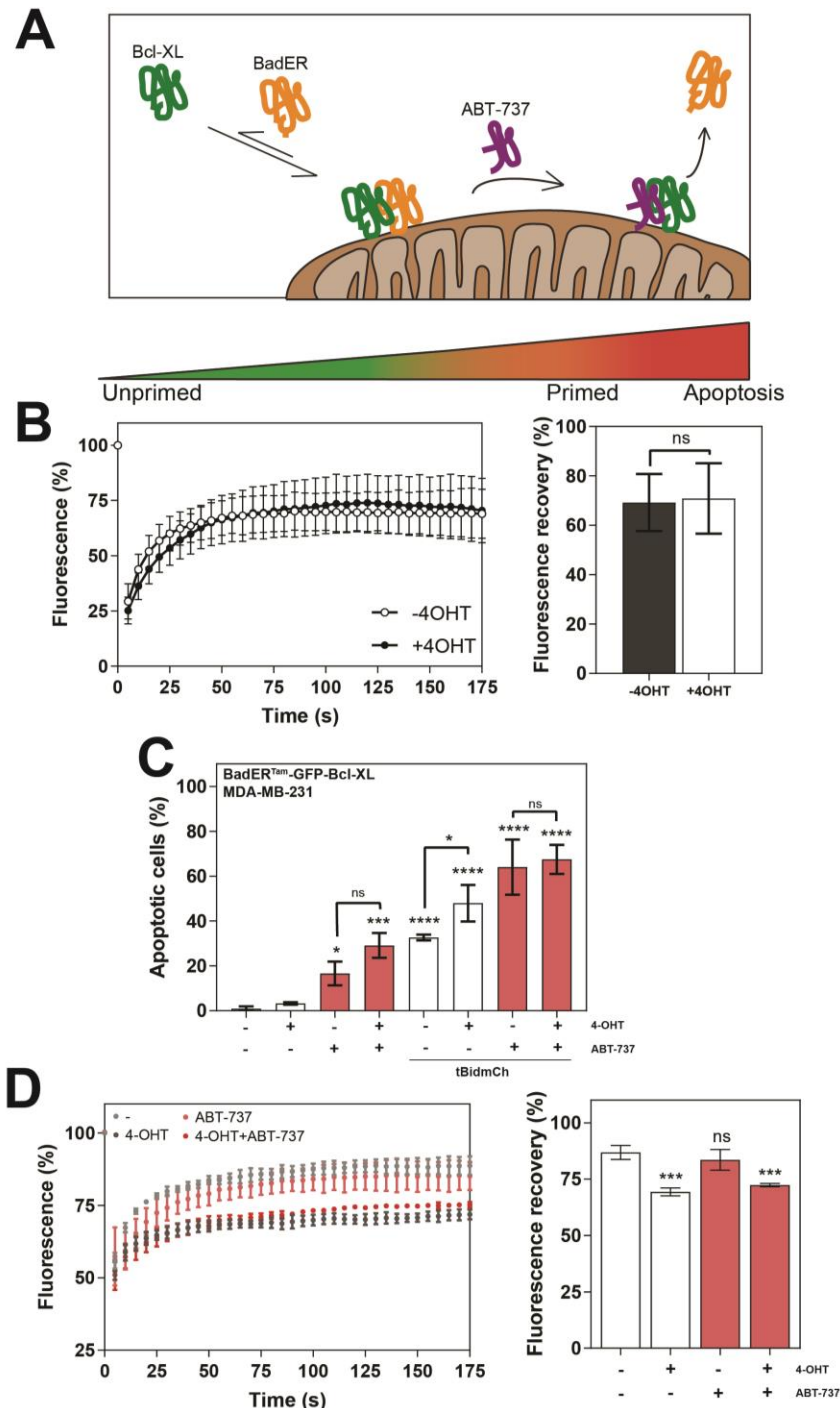 A
Bcl-XL
BadER
ABT-737
Unprimed
Primed
Apoptosis
B
Fluorescence (%)
100
75
50
25
0
-4OHT
+4OHT
0 25 50 75 100 125 150 175
Time (s)
Fluorescence recovery (%)
100
80
60
40
20
0
ns
-4OHT +4OHT
C
BadER^Tam-GFP-Bcl-XL
MDA-MB-231
Apoptotic cells (%)
100
80
60
40
20
0
ns
* ***
*
**** ****
ns
**** ****
- + - + - + - + 4-OHT
- - + + - - + + ABT-737
tBidmCh
D
- ABT-737
4-OHT 4-OHT+ABT-737
Fluorescence (%)
100
75
50
25
0 25 50 75 100 125 150 175
Time (s)
Fluorescence recovery (%)
100
75
50
25
0
*** ns ***
- + - + 4-OHT
- - + + ABT-737